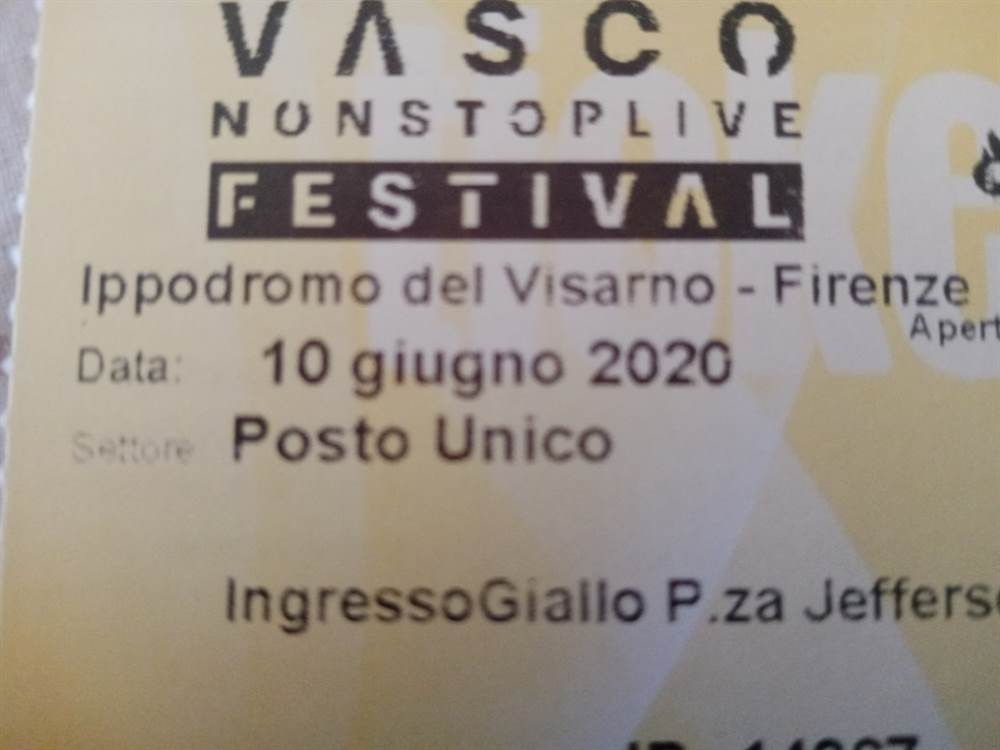 VASCO
NONSTOPLIVE
FESTIVAL
Ippodromo del Visarno - Firenze
Data: 10 giugno 2020
Settore Posto Unico
IngressoGiallo P.za